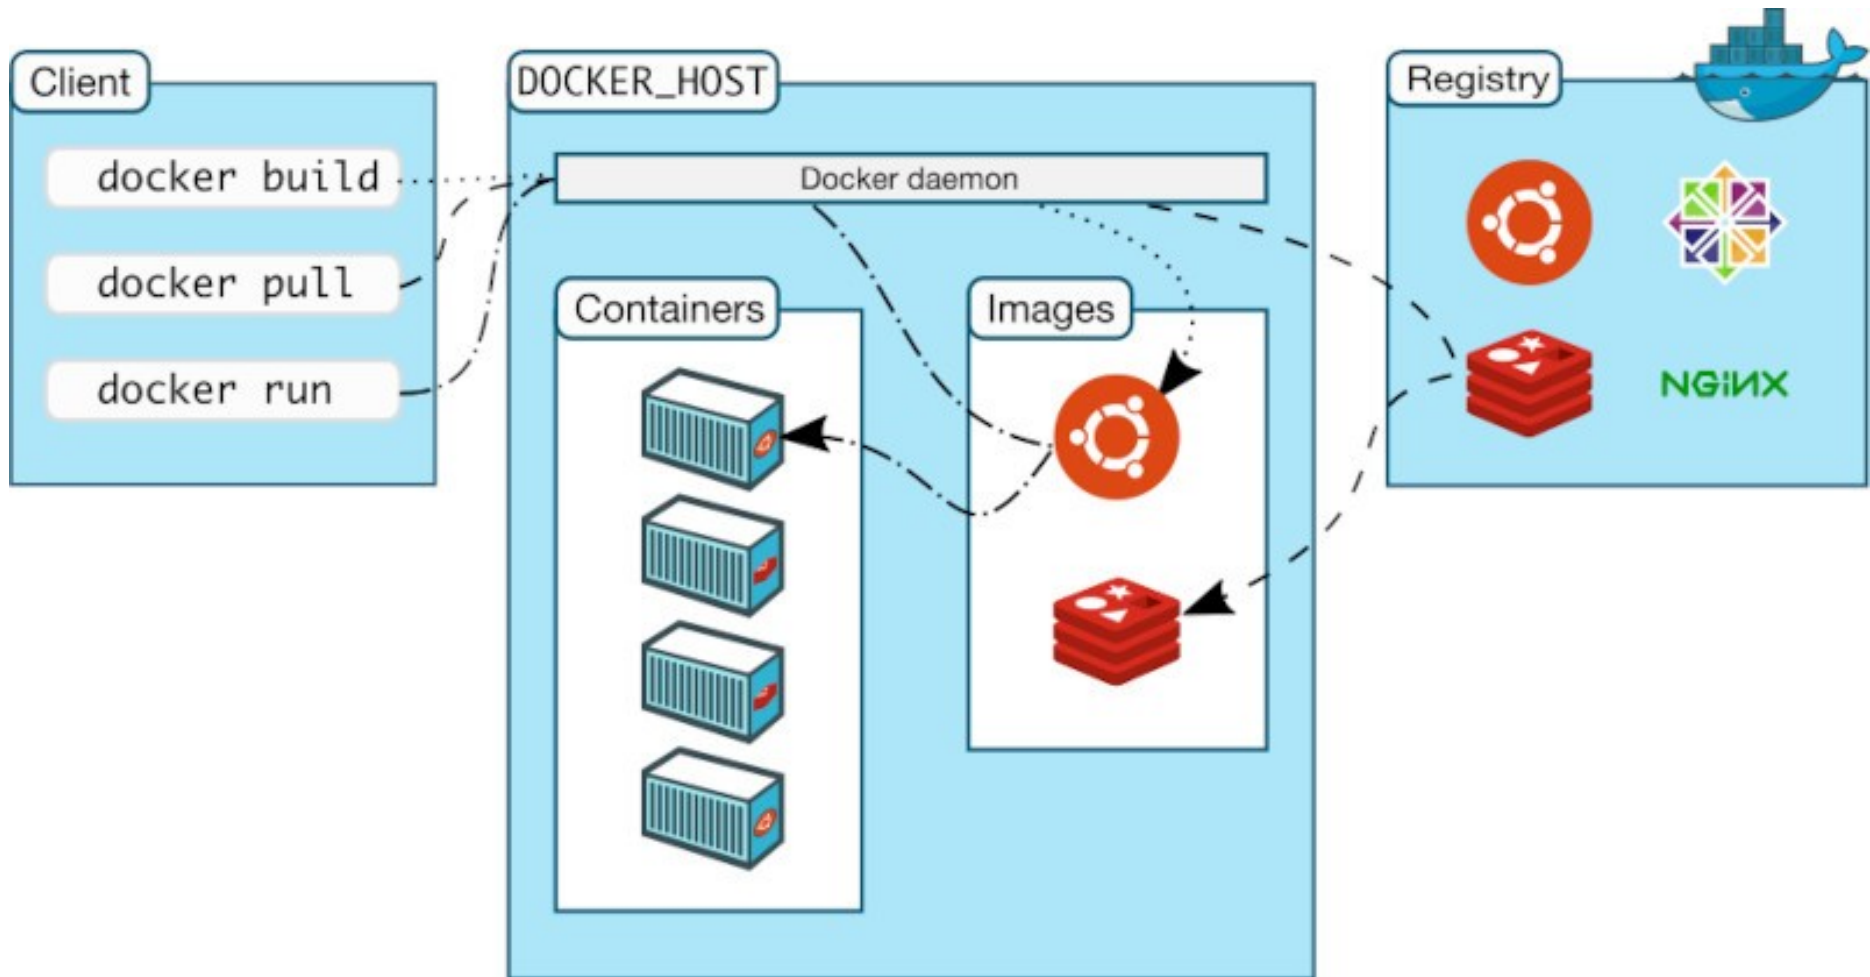 Client
docker build
docker pull
docker run
DOCKER_HOST
Docker daemon
Containers
Images
Registry
NGiNX